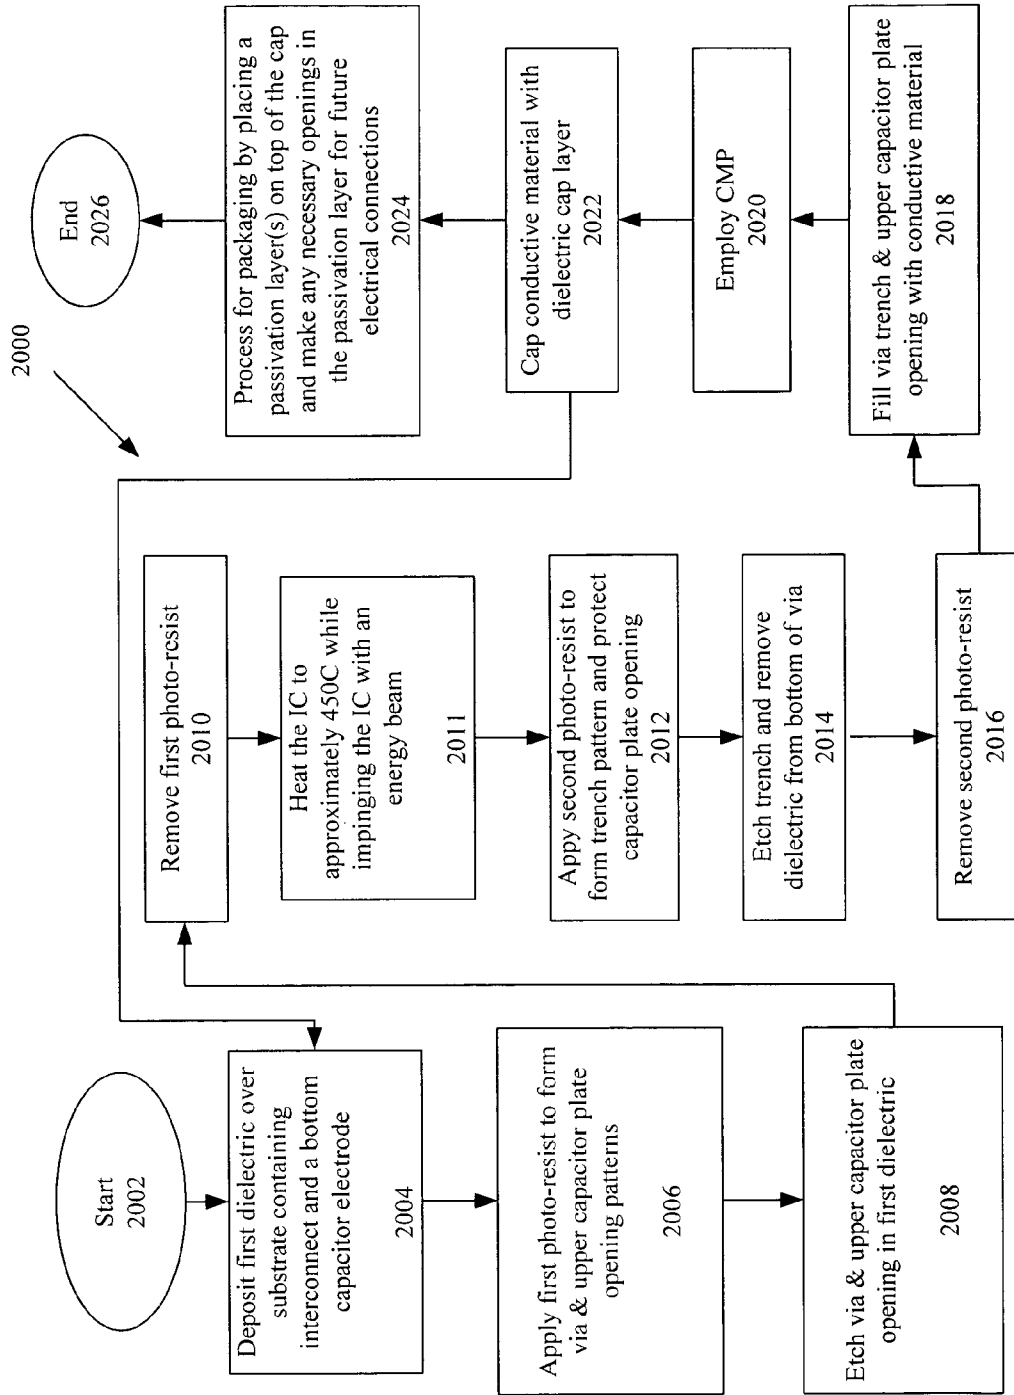 2000
Start
2002
Deposit first dielectric over
substrate containing
interconnect and a bottom
capacitor electrode
2004
Apply first photo-resist to form
via & upper capacitor plate
opening patterns
2006
Etch via & upper capacitor plate
opening in first dielectric
2008
Remove first photo-resist
2010
Heat the IC to
approximately 450C while
impinging the IC with an
energy beam
2011
Appy second photo-resist to
form trench pattern and protect
capacitor plate opening
2012
Etch trench and remove
dielectric from bottom of via
2014
Remove second photo-resist
2016
Fill via trench & upper capacitor plate
opening with conductive material
2018
Employ CMP
2020
Cap conductive material with
dielectric cap layer
2022
Process for packaging by placing a
passivation layer(s) on top of the cap
and make any necessary openings in
the passivation layer for future
electrical connections
2024
End
2026